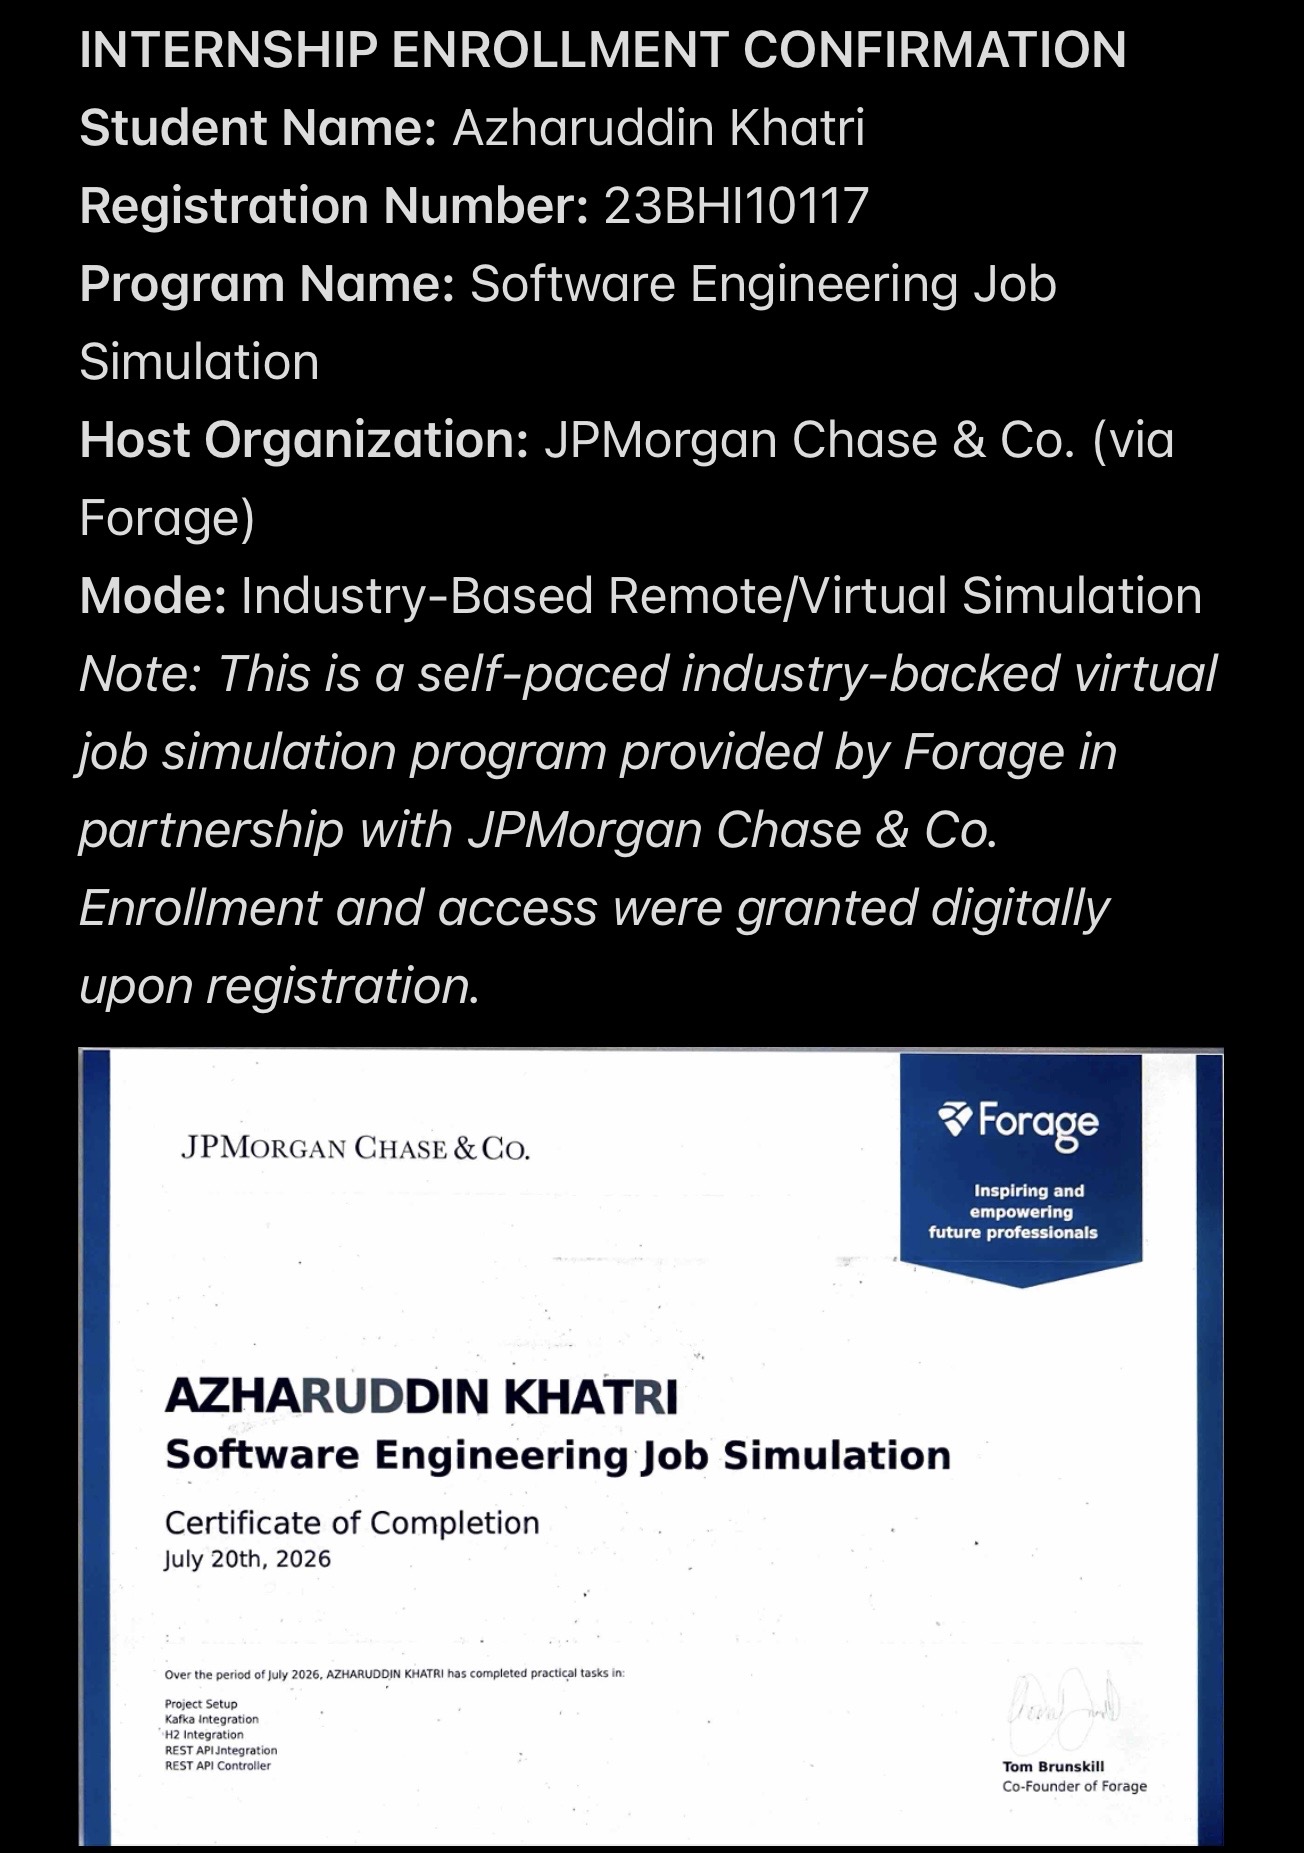 INTERNSHIP ENROLLMENT CONFIRMATION
Student Name: Azharuddin Khatri
Registration Number: 23BHI10117
Program Name: Software Engineering Job
Simulation
Host Organization: JPMorgan Chase & Co. (via
Forage)
Mode: Industry-Based Remote/Virtual Simulation
Note: This is a self-paced industry-backed virtual
job simulation program provided by Forage in
partnership with JPMorgan Chase & Co.
Enrollment and access were granted digitally
upon registration.
JPMORGAN CHASE & CO.
Forage
Inspiring and
empowering
future professionals
AZHARUDDIN KHATRI
Software Engineering Job Simulation
Certificate of Completion
July 20th, 2026
Over the period of July 2026, AZHARUDDIN KHATRI has completed practical tasks in:
Project Setup
Kafka Integration
H2 Integration
REST API Integration
REST API Controller
Tom Brunskill
Co-Founder of Forage